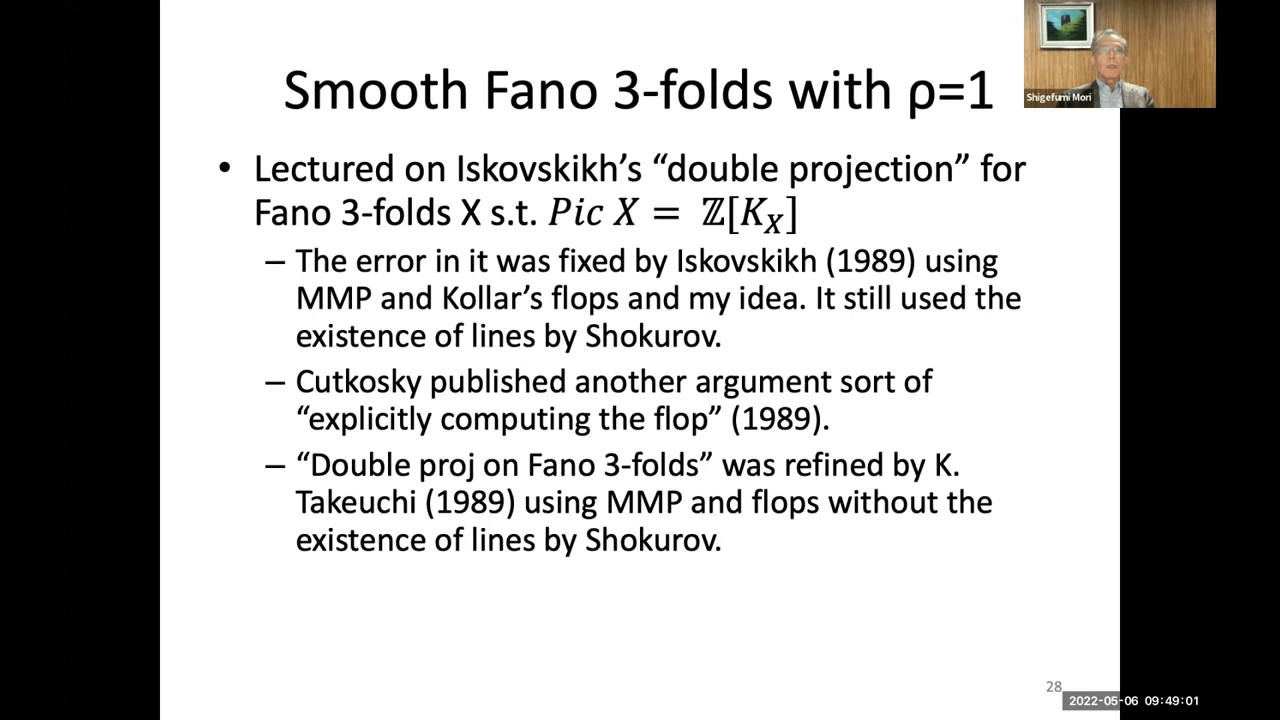 Smooth Fano 3-folds with ρ=1
Shigefumi Mori
• Lectured on Iskovskikh's “double projection” for
Fano 3-folds X s.t. Pic X = ℤ[K_X]
– The error in it was fixed by Iskovskikh (1989) using
MMP and Kollar's flops and my idea. It still used the
existence of lines by Shokurov.
– Cutkosky published another argument sort of
“explicitly computing the flop” (1989).
– “Double proj on Fano 3-folds” was refined by K.
Takeuchi (1989) using MMP and flops without the
existence of lines by Shokurov.
28
2022-05-06 09:49:01